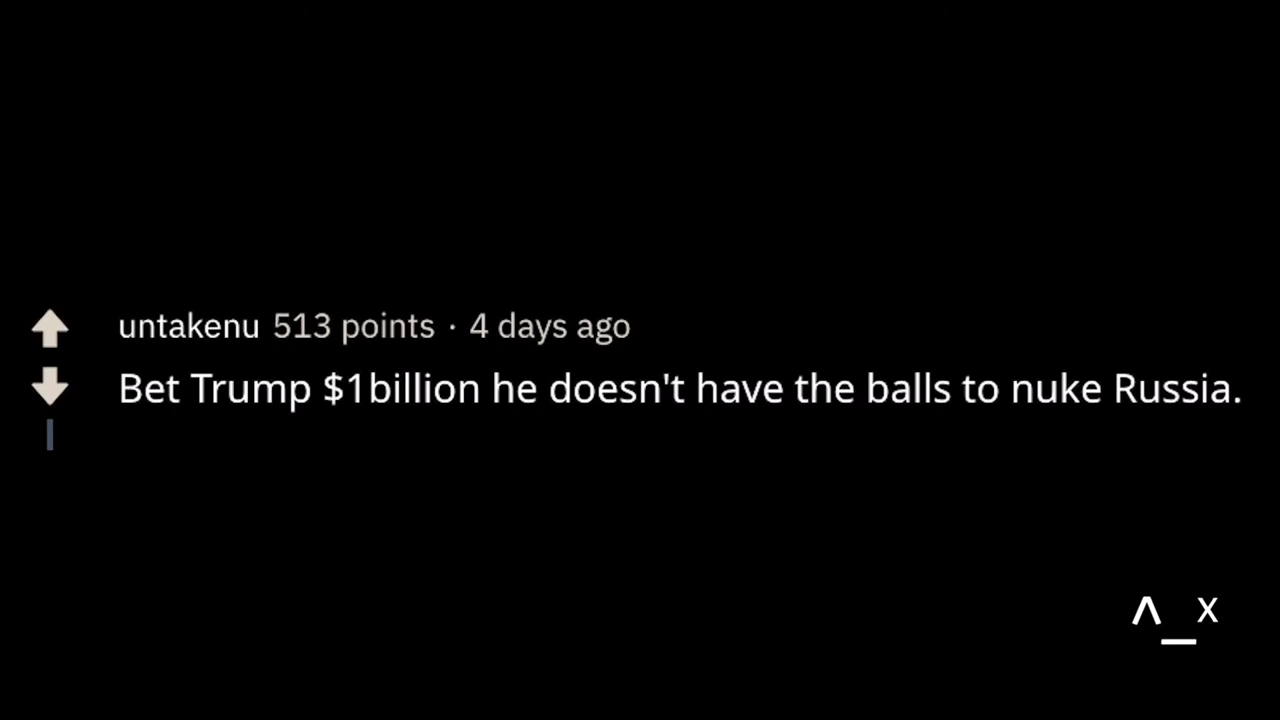 untakenu 513 points · 4 days ago
Bet Trump $1billion he doesn't have the balls to nuke Russia.
^_x